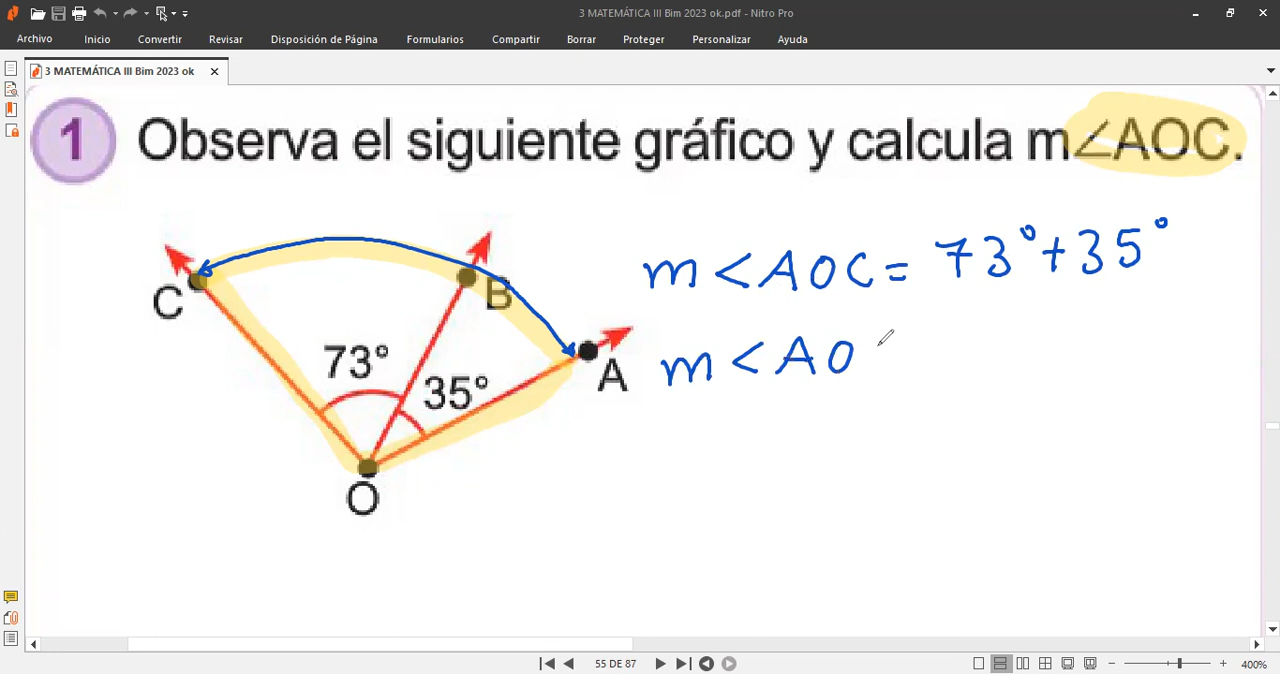 3 MATEMÁTICA III Bim 2023 ok.pdf - Nitro Pro
Archivo Inicio Convertir Revisar Disposición de Página Formularios Compartir Borrar Proteger Personalizar Ayuda
3 MATEMÁTICA III Bim 2023 ok
1 Observa el siguiente gráfico y calcula m∠AOC.
C
B
A
73°
35°
O
m < AOC = 73° + 35°
m < AO
55 DE 87
400%